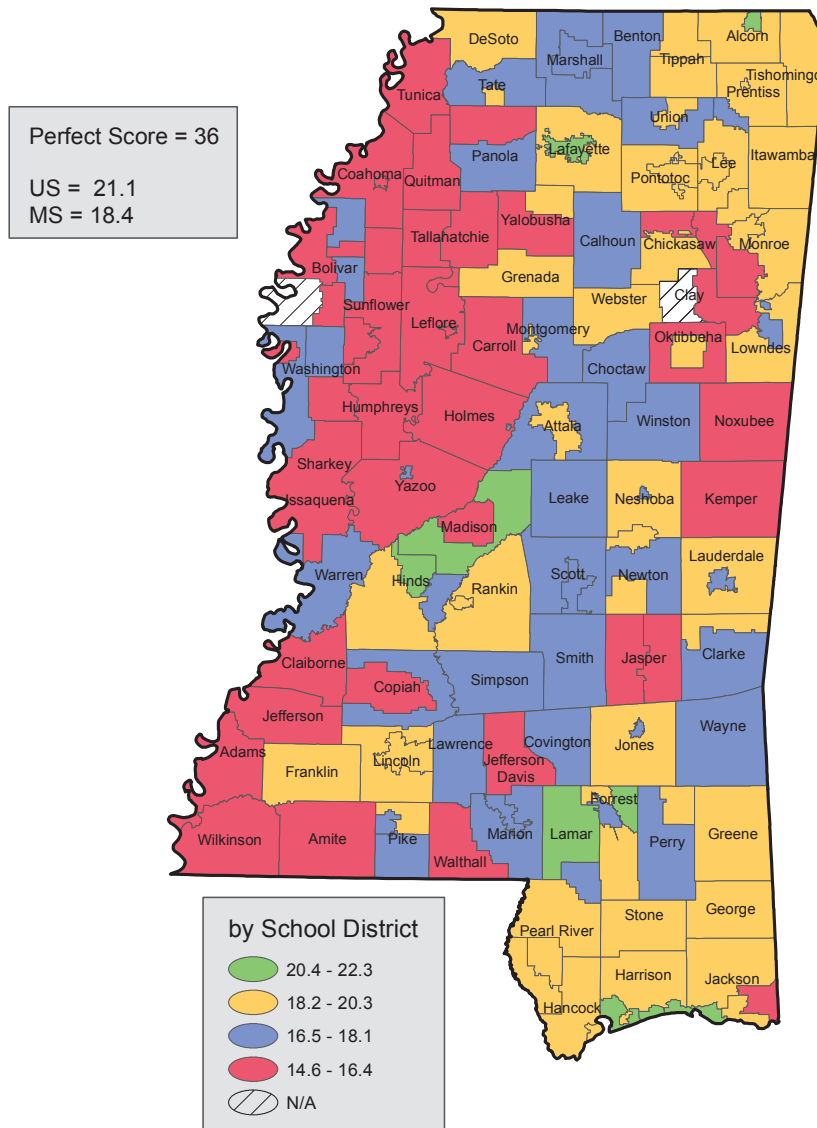 DeSoto
Benton
Alcorn
Marshall
Tippah
Tishomingo
Tate
Prentiss
Tunica
Perfect Score = 36
US = 21.1
MS = 18.4
Union
Lafayette
Panola
Coahoma
Quitman
Pontotoc
Lee
Itawamba
Yalobusha
Tallahatchie
Calhoun
Chickasaw
Monroe
Bolivar
Grenada
Sunflower
Webster
Clay
Leflore
Montgomery
Carroll
Oktibbeha
Lowndes
Washington
Choctaw
Humphreys
Holmes
Attala
Winston
Noxubee
Sharkey
Yazoo
Issaquena
Leake
Neshoba
Kemper
Madison
Lauderdale
Warren
Hinds
Rankin
Scott
Newton
Claiborne
Copiah
Simpson
Smith
Jasper
Clarke
Jefferson
Wayne
Adams
Lawrence
Covington
Jones
Franklin
Lincoln
Jefferson
Davis
Forrest
Wilkinson
Amite
Pike
Marion
Lamar
Perry
Greene
Walthall
George
Stone
Pearl River
Harrison
Jackson
Hancock
by School District
20.4 - 22.3
18.2 - 20.3
16.5 - 18.1
14.6 - 16.4
N/A